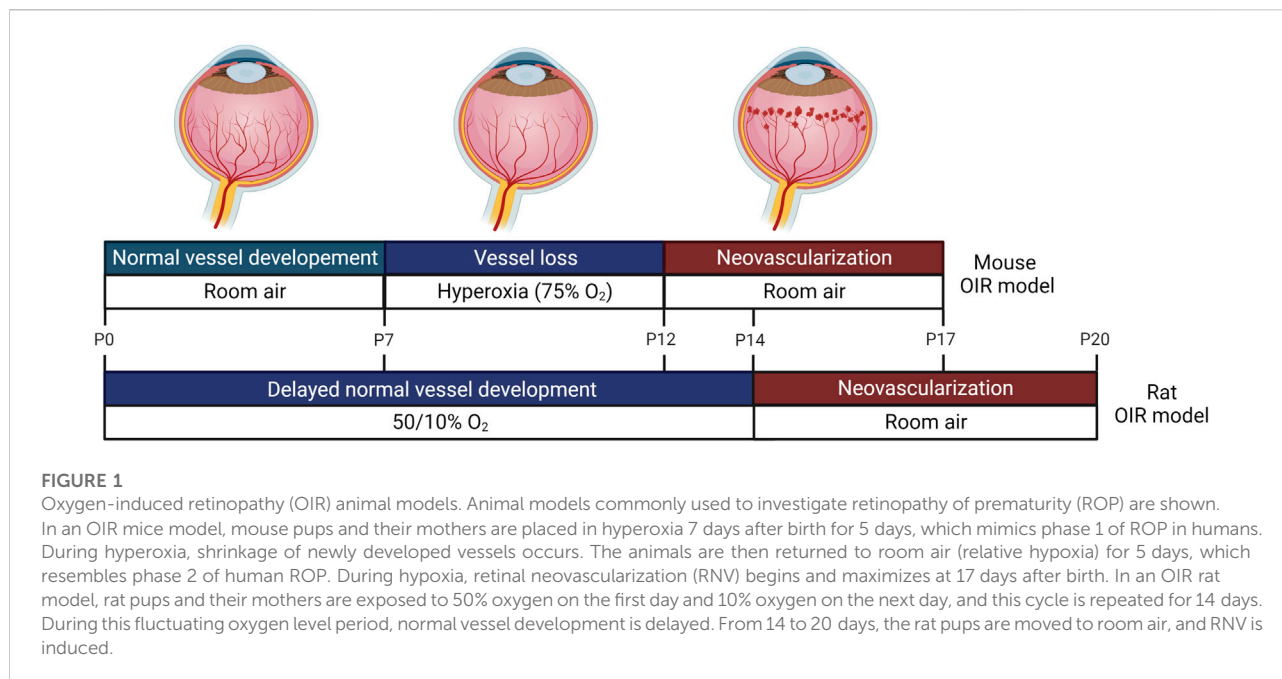 Normal vessel developement
Vessel loss
Neovascularization
Mouse
OIR model
Room air
Hyperoxia (75% O₂)
Room air
P0
P7
P12
P14
P17
P20
Delayed normal vessel development
Neovascularization
Rat
OIR model
50/10% O₂
Room air
FIGURE 1
Oxygen-induced retinopathy (OIR) animal models. Animal models commonly used to investigate retinopathy of prematurity (ROP) are shown.
In an OIR mice model, mouse pups and their mothers are placed in hyperoxia 7 days after birth for 5 days, which mimics phase 1 of ROP in humans.
During hyperoxia, shrinkage of newly developed vessels occurs. The animals are then returned to room air (relative hypoxia) for 5 days, which
resembles phase 2 of human ROP. During hypoxia, retinal neovascularization (RNV) begins and maximizes at 17 days after birth. In an OIR rat
model, rat pups and their mothers are exposed to 50% oxygen on the first day and 10% oxygen on the next day, and this cycle is repeated for 14 days.
During this fluctuating oxygen level period, normal vessel development is delayed. From 14 to 20 days, the rat pups are moved to room air, and RNV is
induced.